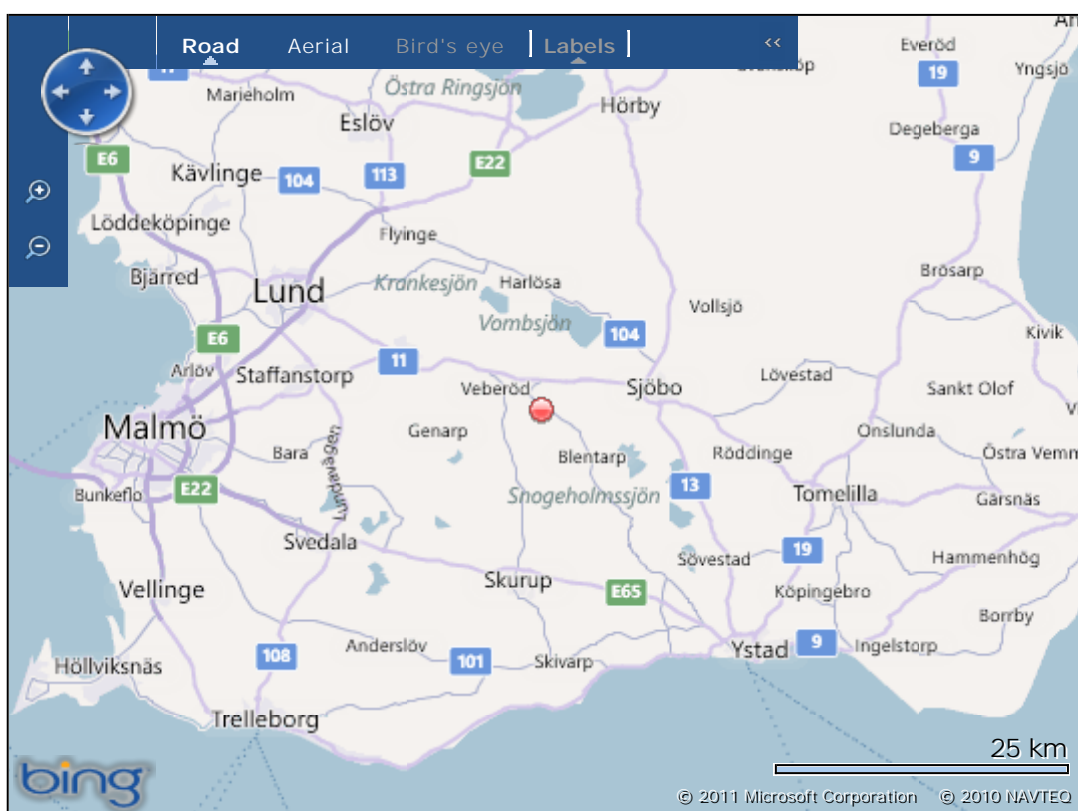 Road Aerial Bird's eye Labels <<
Everöd
19
Yngsjö
Marieholm
Östra Ringsjön
Hörby
Eslöv
Degeberga
E6
E22
9
Kävlinge
104
113
Löddeköpinge
Flyinge
Bjärred
Krankesjön
Harlösa
Brösarp
Lund
Vollsjö
Vombsjön
E6
104
Kivik
11
Arlöv
Staffanstorp
Veberöd
Sjöbo
Lövestad
Sankt Olof
Malmö
Genarp
Onslunda
Bara
Lundavägen
Blentarp
Röddinge
Östra Vemm
E22
Snogeholmssjön
13
Tomelilla
Gärsnäs
Bunkeflo
Svedala
19
Sövestad
Hammenhög
Skurup
Vellinge
E65
Köpingebro
Borrby
Anderslöv
108
101
Ystad
9
Ingelstorp
Höllviksnäs
Skivarp
Trelleborg
25 km
bing
© 2011 Microsoft Corporation © 2010 NAVTEQ